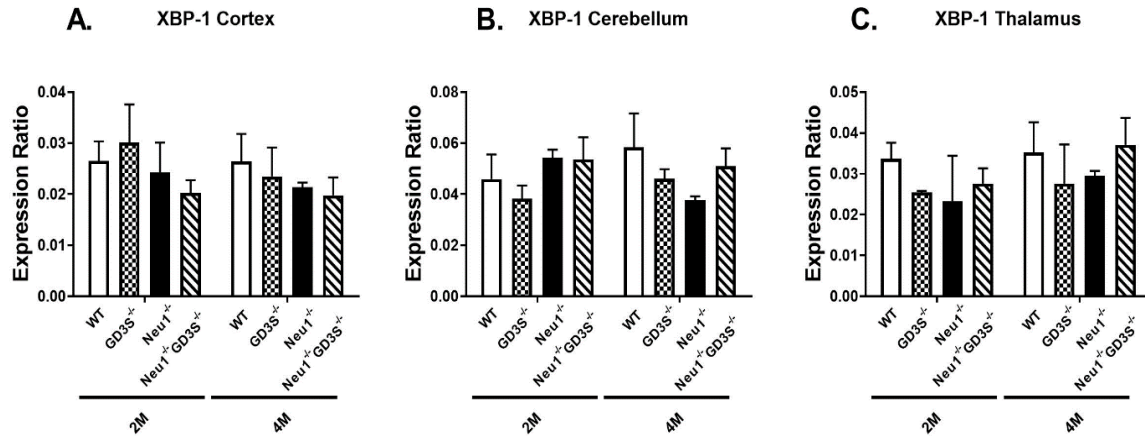 A. XBP-1 Cortex
Expression Ratio
0.04
0.03
0.02
0.01
0.00
WT
GD3S-/-
Neu1-/-
Neu1-/-GD3S-/-
WT
GD3S-/-
Neu1-/-
Neu1-/-GD3S-/-
2M
4M
B. XBP-1 Cerebellum
Expression Ratio
0.08
0.06
0.04
0.02
0.00
WT
GD3S-/-
Neu1-/-
Neu1-/-GD3S-/-
WT
GD3S-/-
Neu1-/-
Neu1-/-GD3S-/-
2M
4M
C. XBP-1 Thalamus
Expression Ratio
0.05
0.04
0.03
0.02
0.01
0.00
WT
GD3S-/-
Neu1-/-
Neu1-/-GD3S-/-
WT
GD3S-/-
Neu1-/-
Neu1-/-GD3S-/-
2M
4M